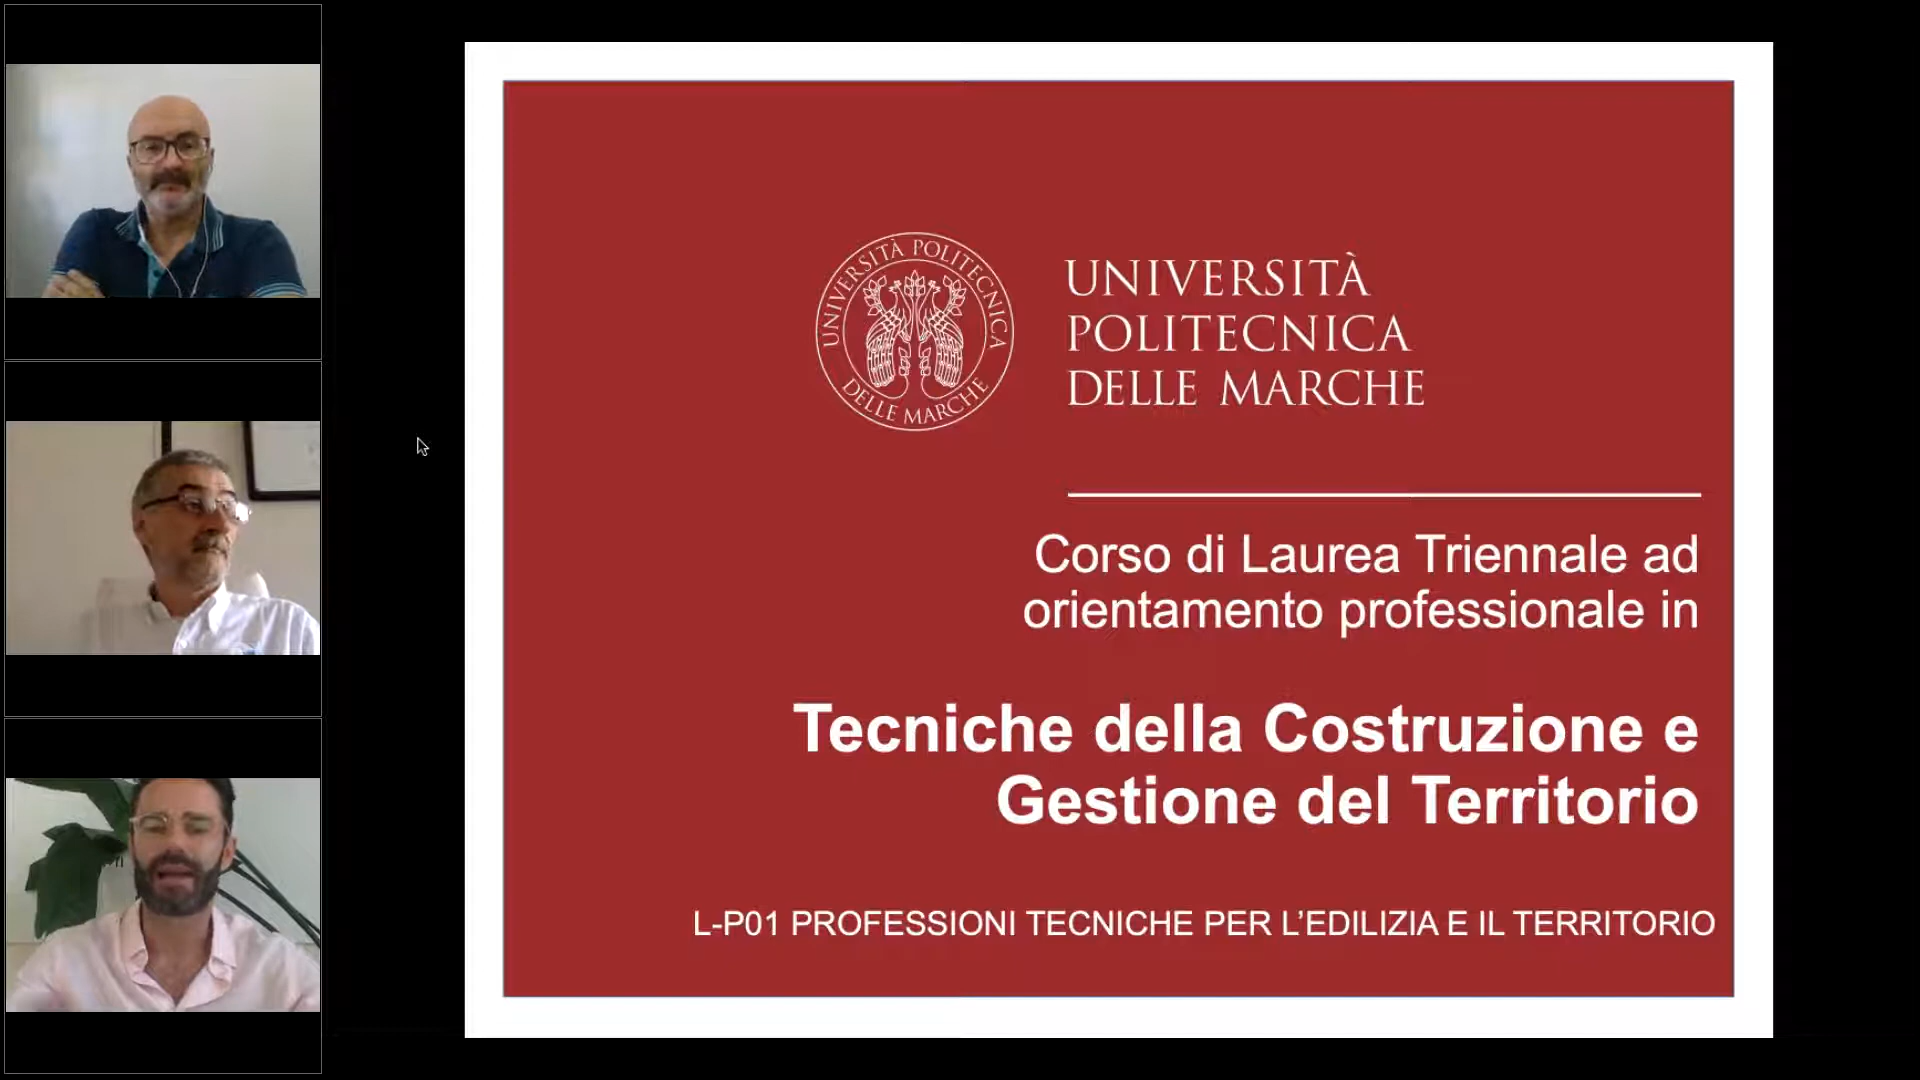 UNIVERSITÀ POLITECNICA
DELLE MARCHE
UNIVERSITÀ
POLITECNICA
DELLE MARCHE
Corso di Laurea Triennale ad
orientamento professionale in
Tecniche della Costruzione e
Gestione del Territorio
L-P01 PROFESSIONI TECNICHE PER L’EDILIZIA E IL TERRITORIO